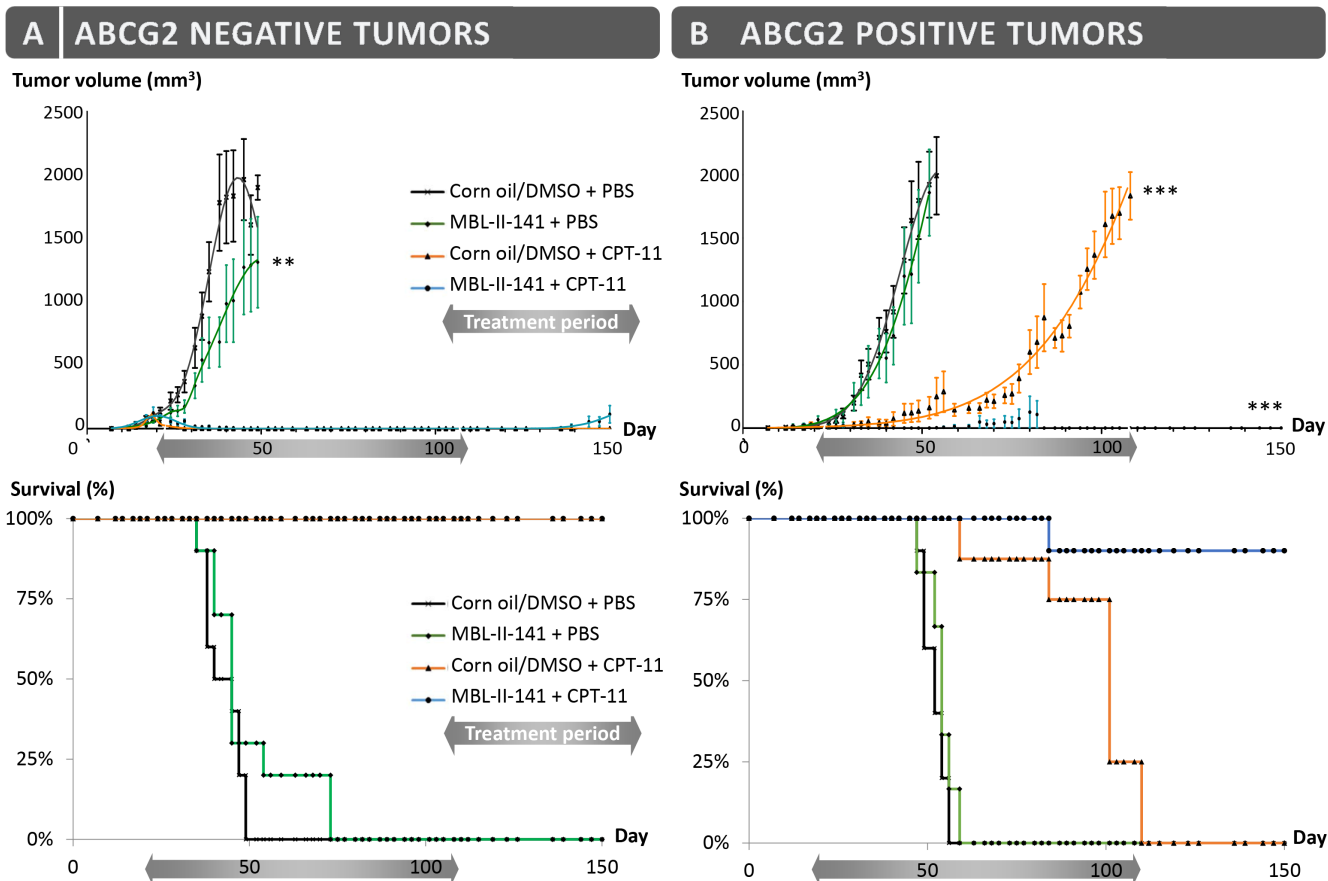 A ABCG2 NEGATIVE TUMORS
Tumor volume (mm³)
2500
2000
1500
1000
500
0
0
50
100
150
Day
Corn oil/DMSO + PBS
MBL-II-141 + PBS
Corn oil/DMSO + CPT-11
MBL-II-141 + CPT-11
Treatment period
**
B ABCG2 POSITIVE TUMORS
Tumor volume (mm³)
2500
2000
1500
1000
500
0
0
50
100
150
Day
***
***
Survival (%)
100%
75%
50%
25%
0%
0
50
100
150
Day
Corn oil/DMSO + PBS
MBL-II-141 + PBS
Corn oil/DMSO + CPT-11
MBL-II-141 + CPT-11
Treatment period
Survival (%)
100%
75%
50%
25%
0%
0
50
100
150
Day